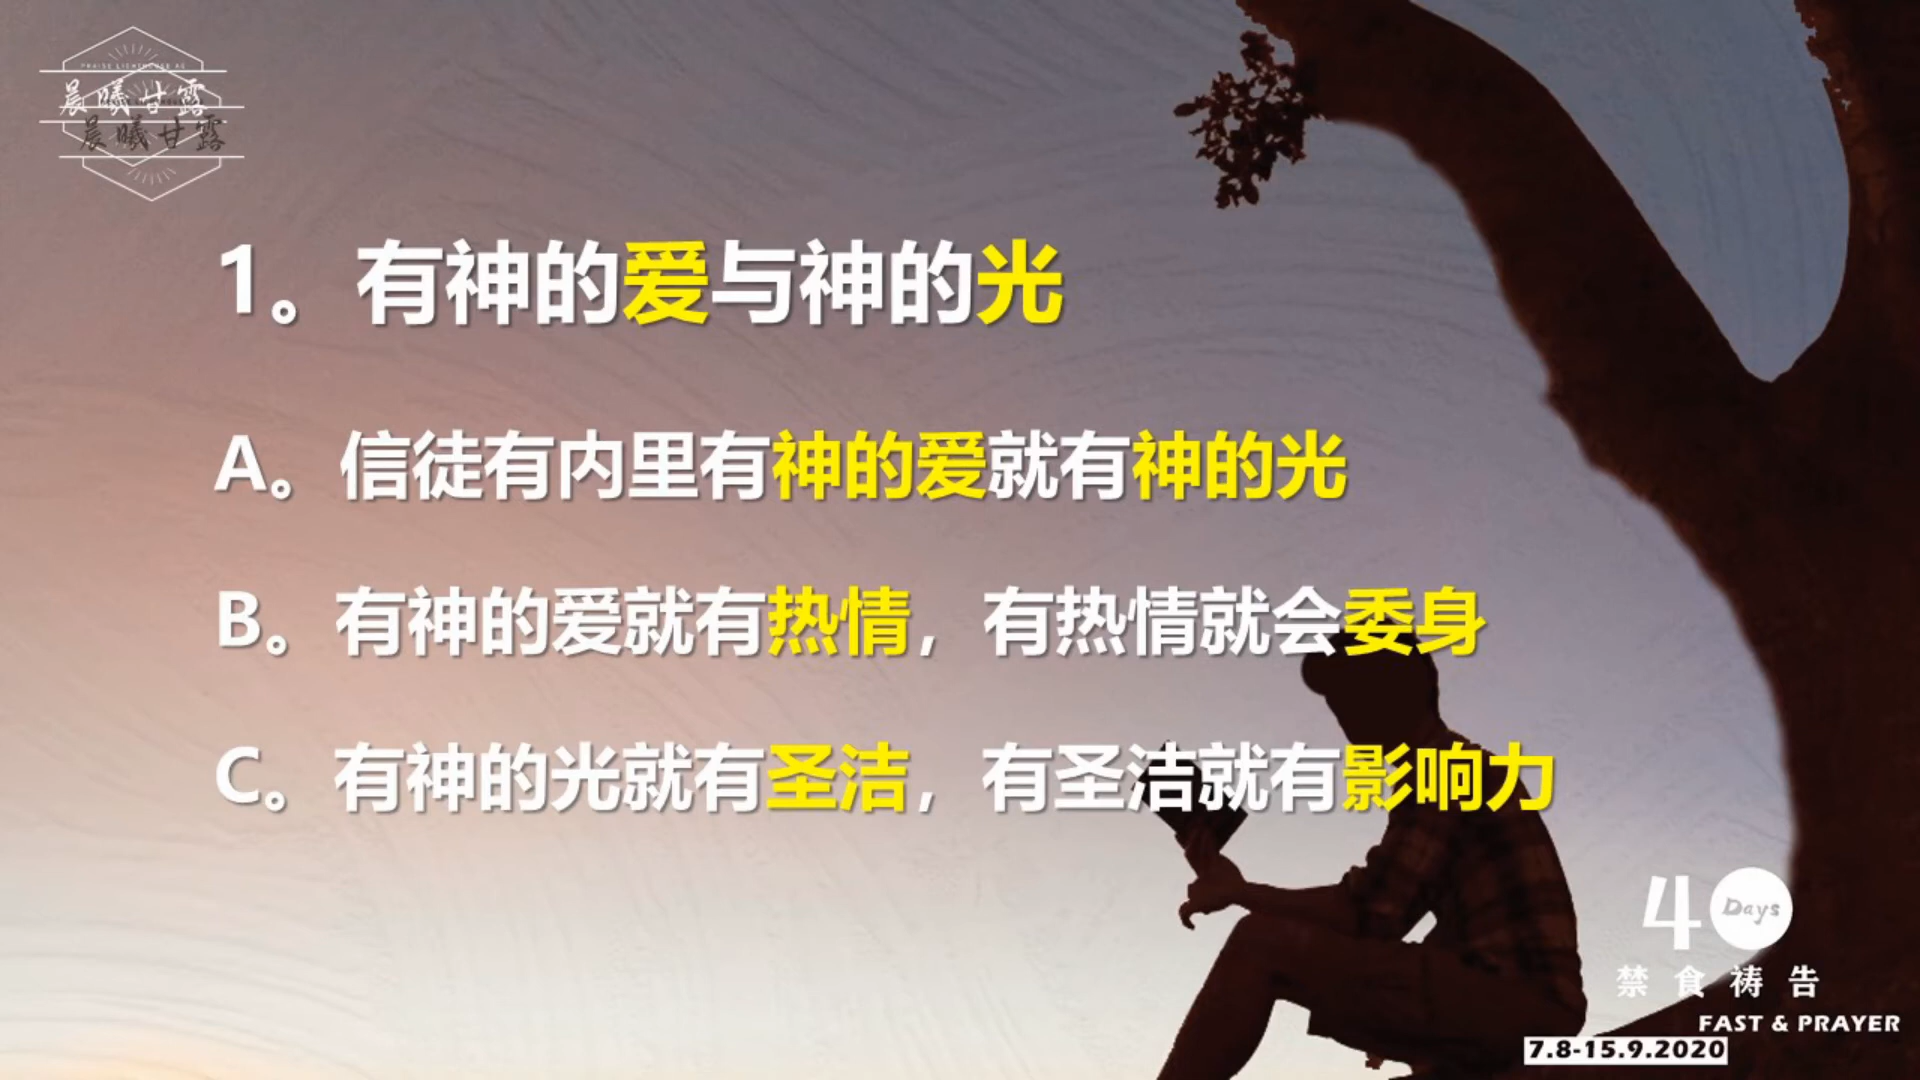 PRAISE LIGHTHOUSE AG
晨曦甘露
晨曦甘露
1。有神的爱与神的光
A。信徒有内里有神的爱就有神的光
B。有神的爱就有热情，有热情就会委身
C。有神的光就有圣洁，有圣洁就有影响力
40 Days
禁食祷告
FAST & PRAYER
7.8-15.9.2020